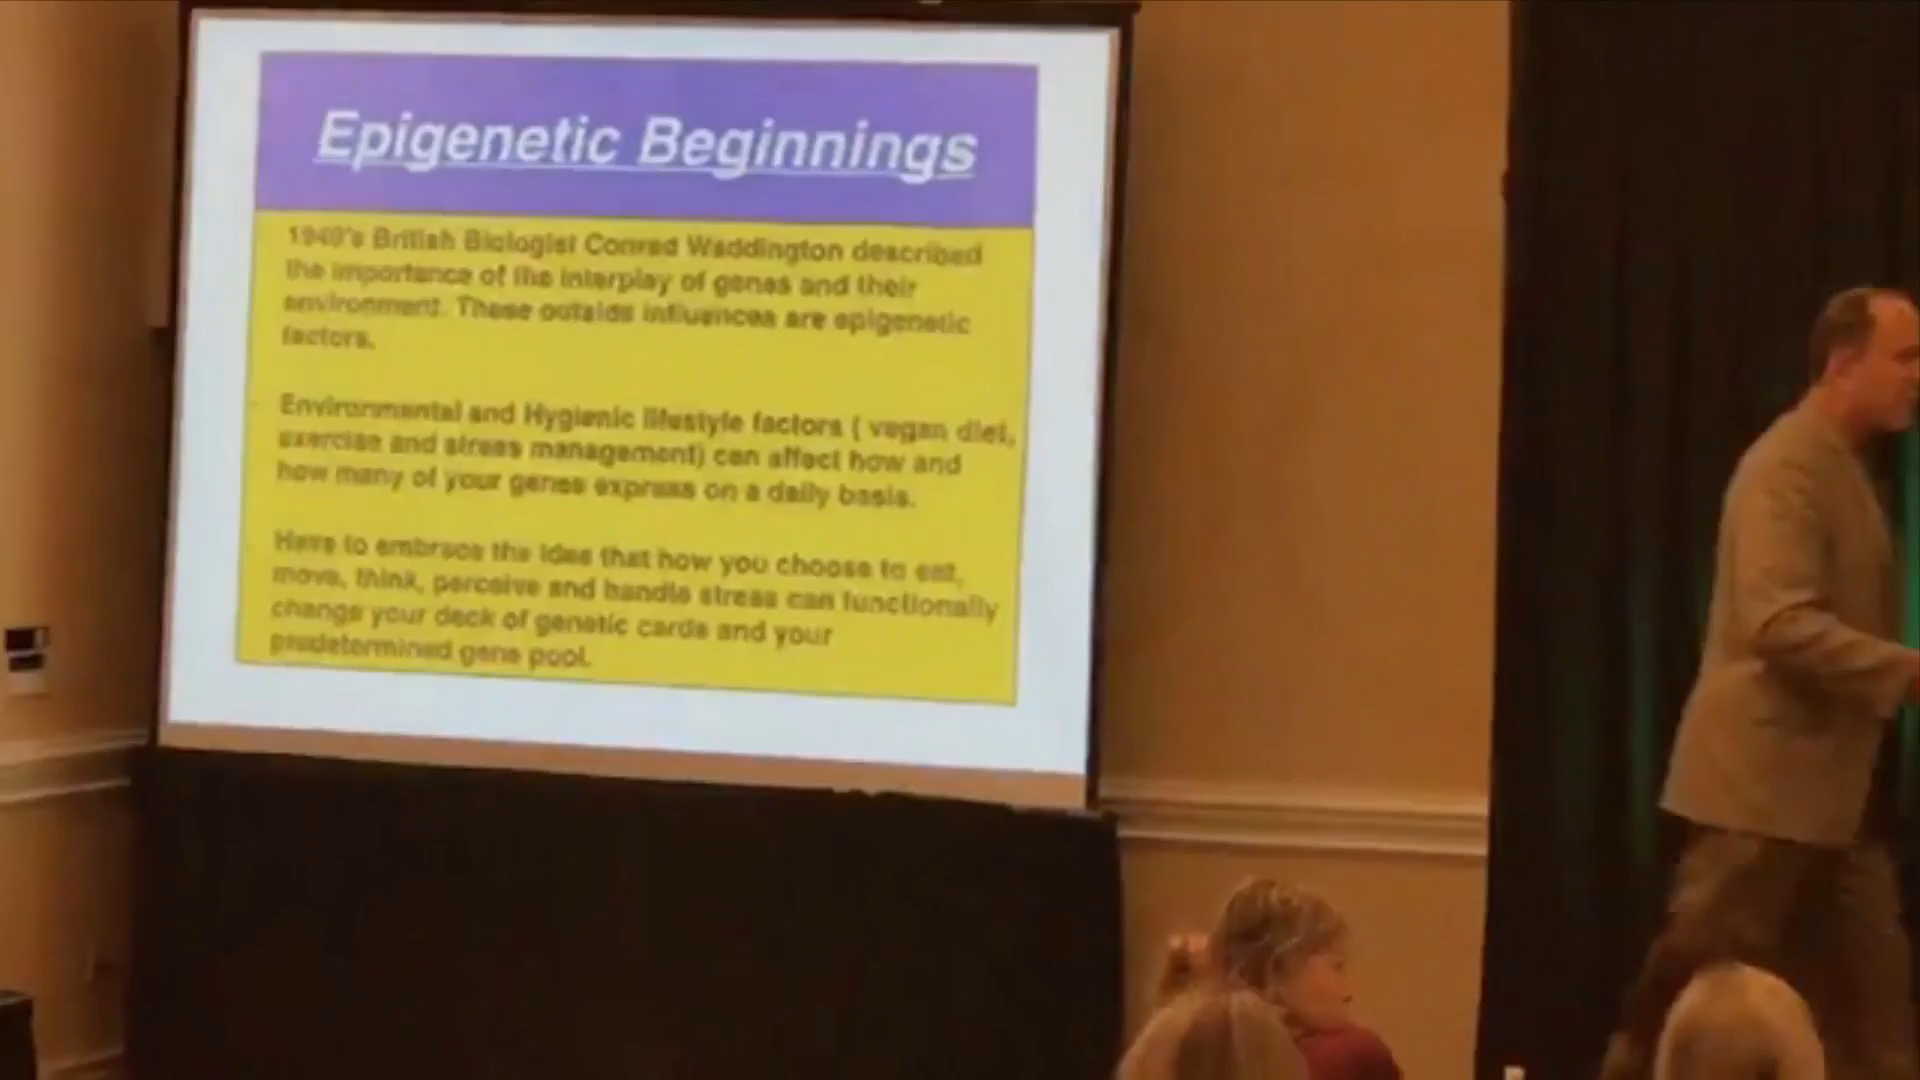 Epigenetic Beginnings
1940's British Biologist Conrad Waddington described
the importance of the interplay of genes and their
environment. These outside influences are epigenetic
factors.
Environmental and Hygienic lifestyle factors ( vegan diet,
exercise and stress management) can affect how and
how many of your genes express on a daily basis.
Have to embrace the idea that how you choose to eat,
move, think, perceive and handle stress can functionally
change your deck of genetic cards and your
predetermined gene pool.